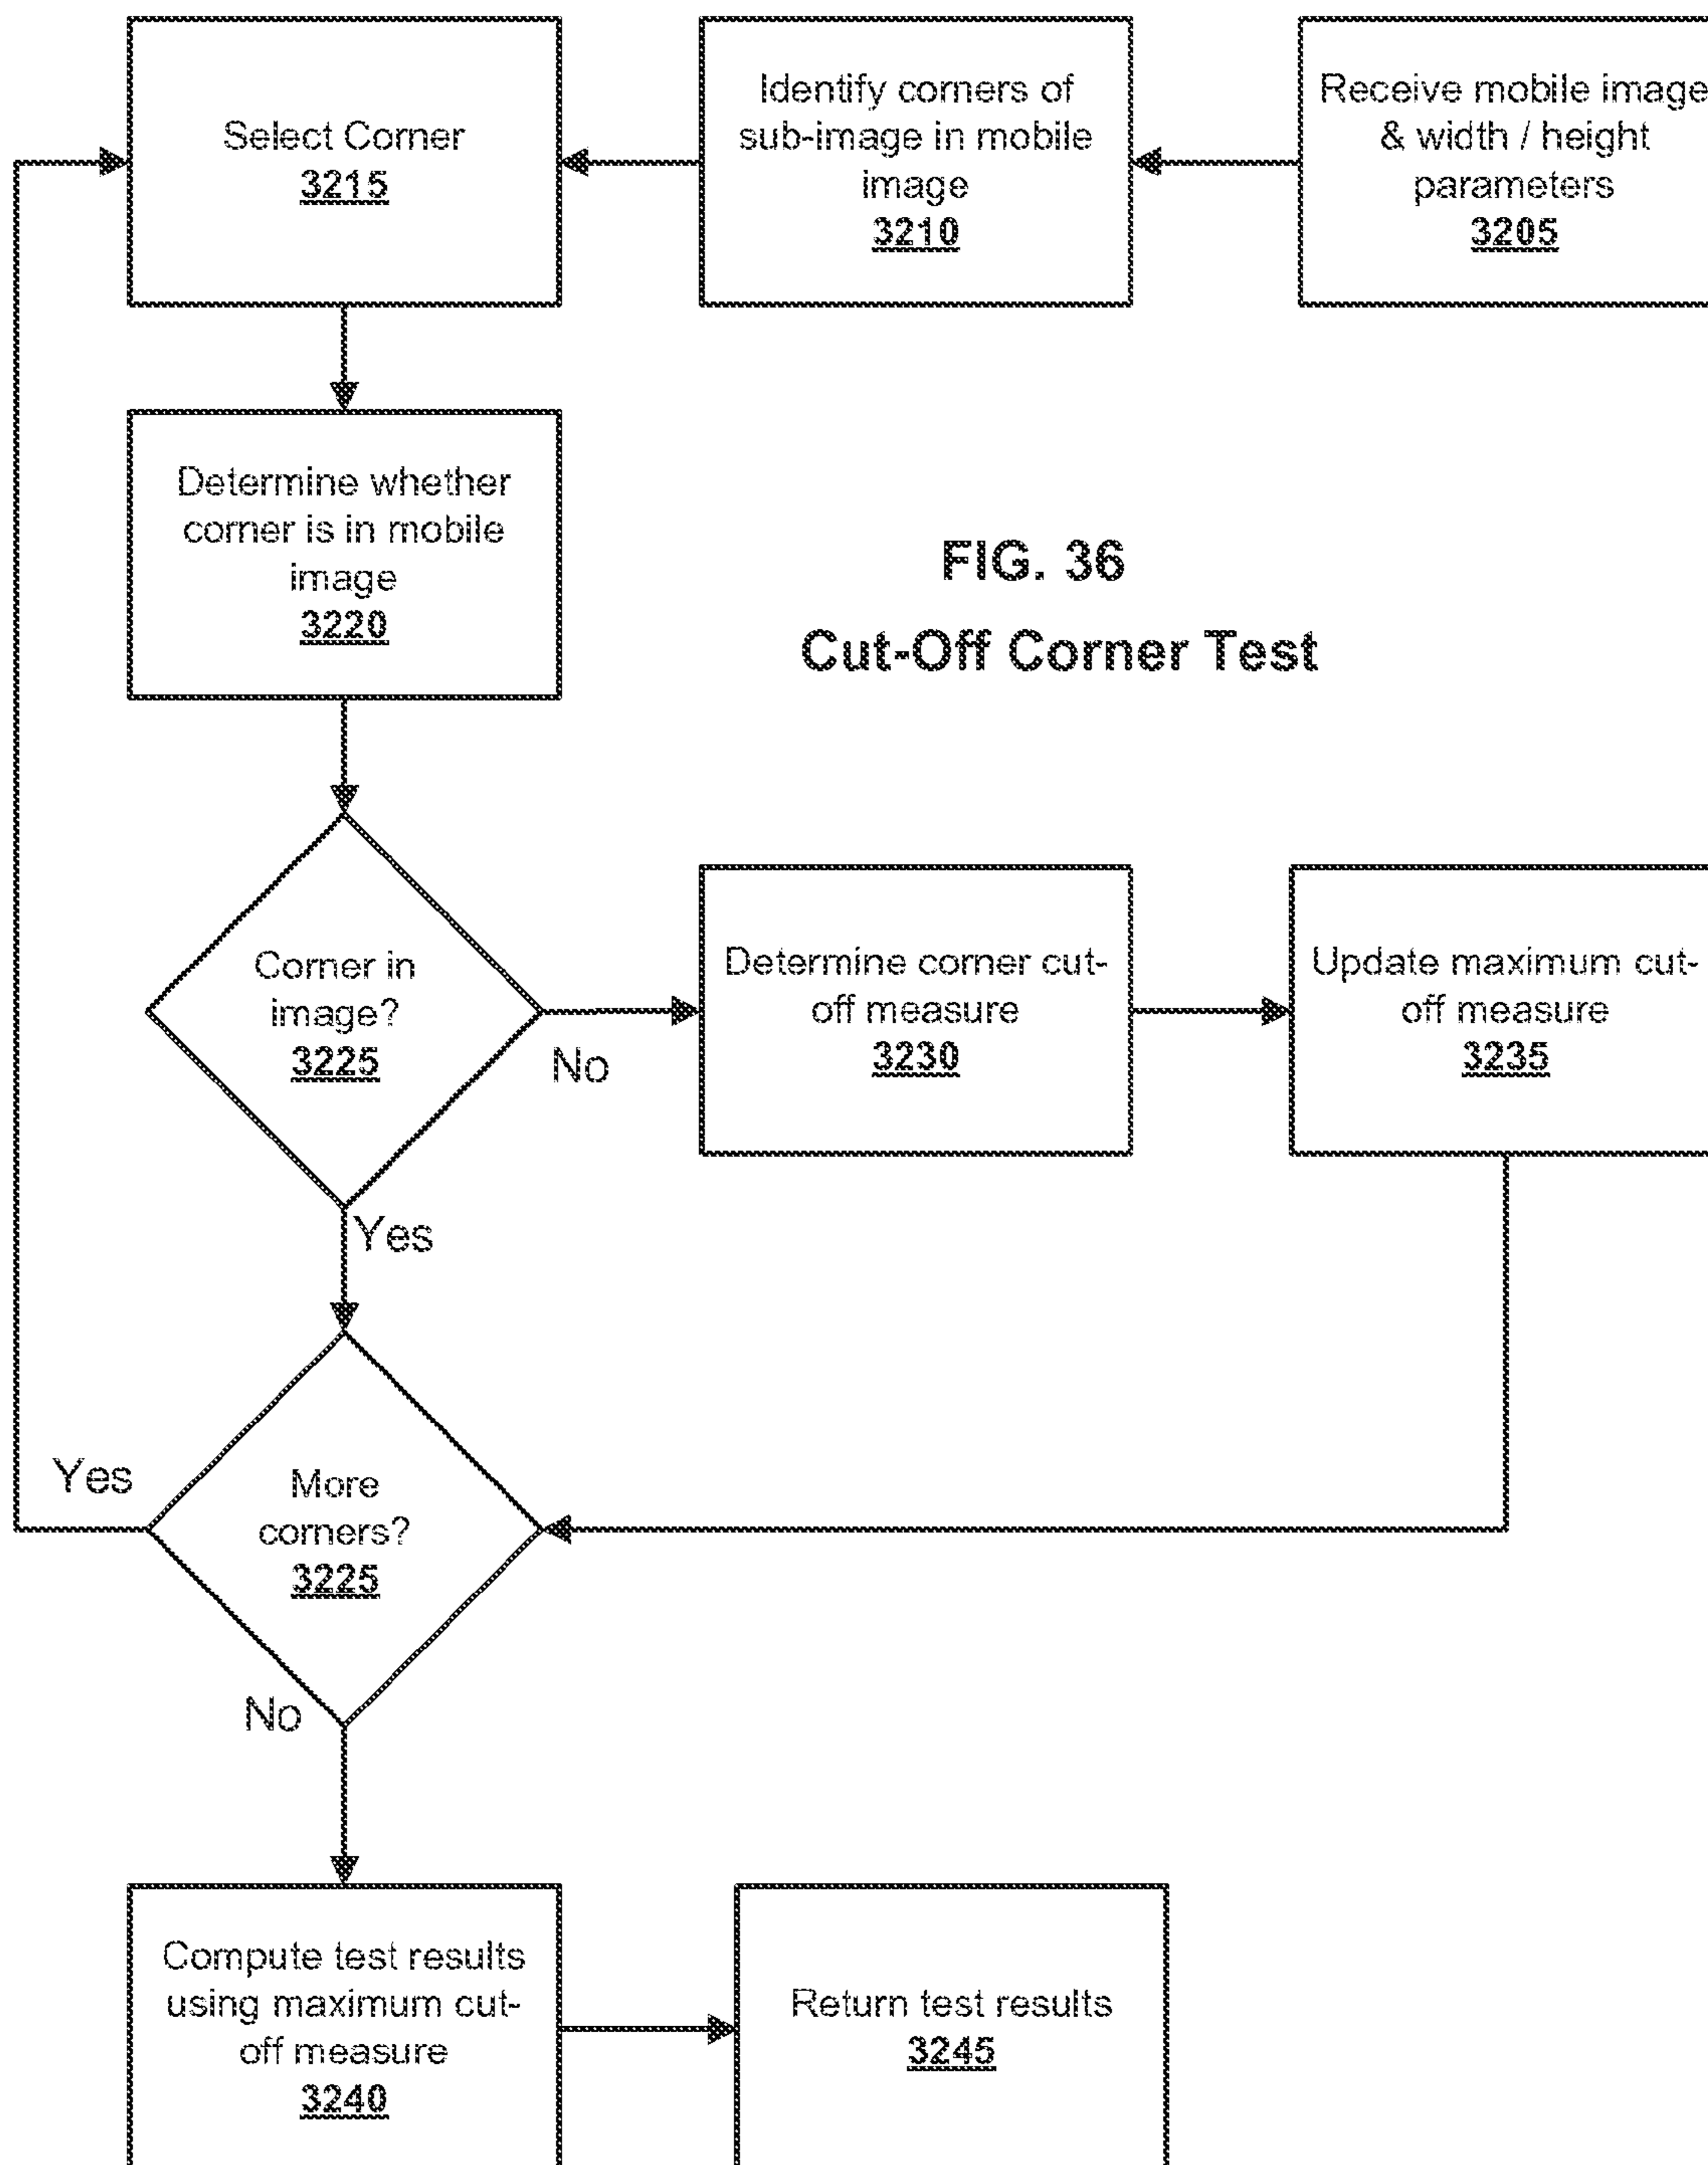 Select Corner
3215
Identify corners of
sub-image in mobile
image
3210
Receive mobile image
& width / height
parameters
3205
Determine whether
corner is in mobile
image
3220
FIG. 36
Cut-Off Corner Test
Corner in
image?
3225
No
Determine corner cut-
off measure
3230
Update maximum cut-
off measure
3235
Yes
Yes
More
corners?
3225
No
Compute test results
using maximum cut-
off measure
3240
Return test results
3245